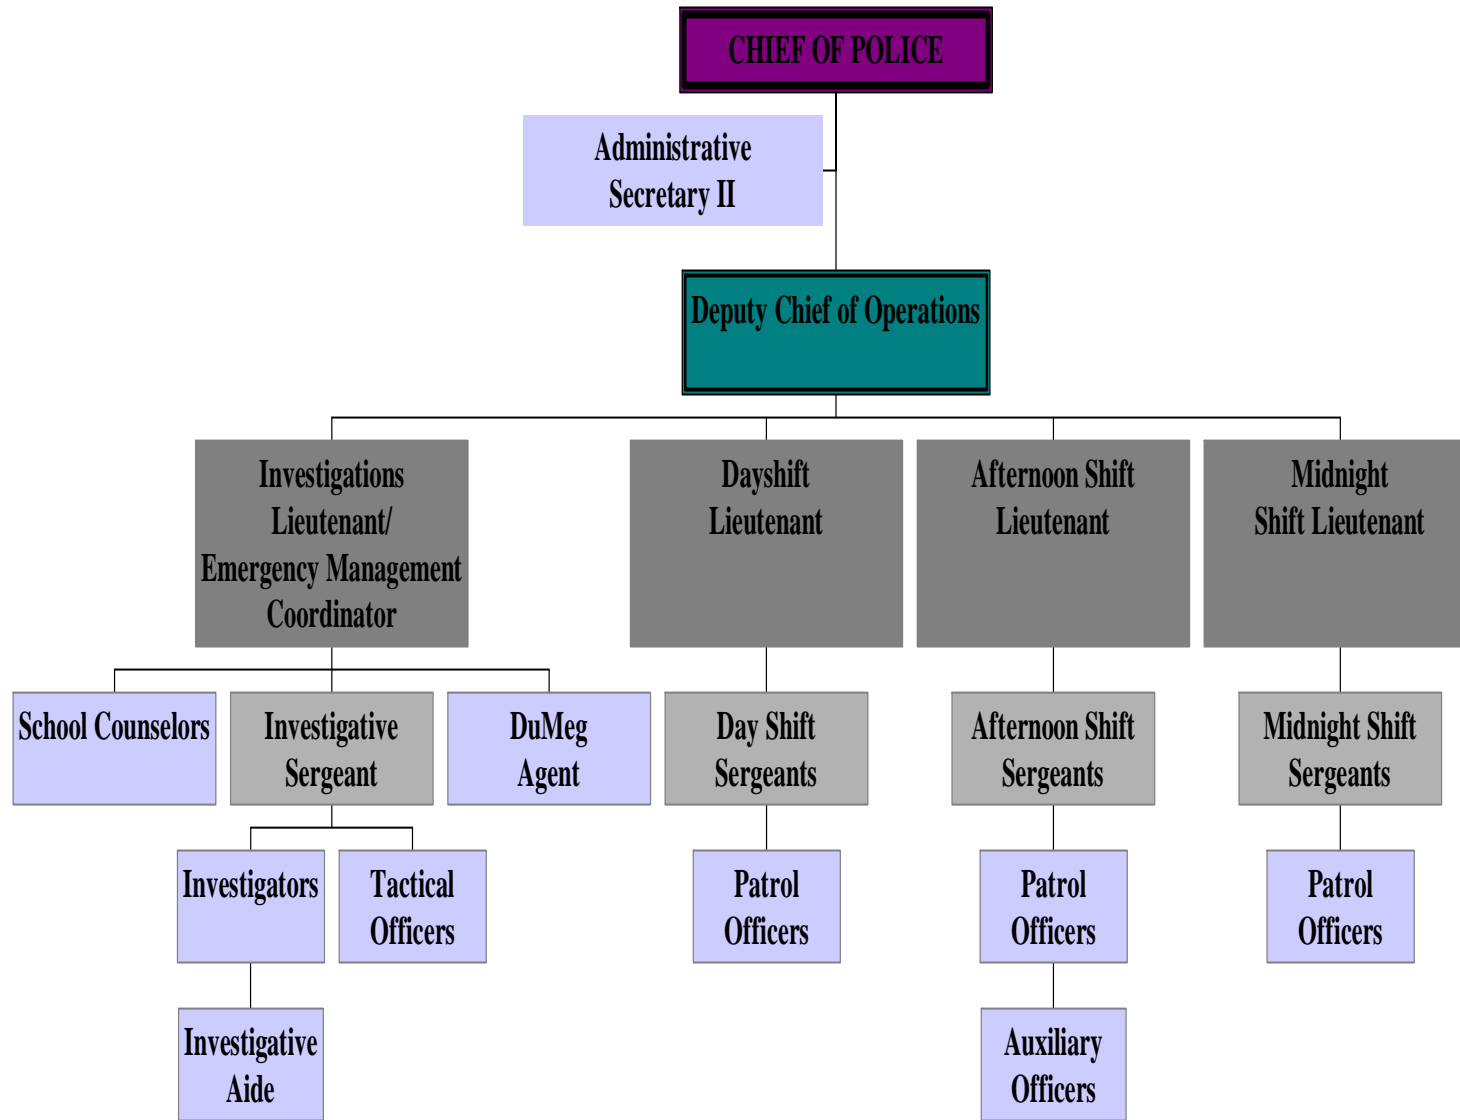 CHIEF OF POLICE
Administrative
Secretary II
Deputy Chief of Operations
Investigations
Lieutenant/
Emergency Management
Coordinator
Dayshift
Lieutenant
Afternoon Shift
Lieutenant
Midnight
Shift Lieutenant
School Counselors
Investigative
Sergeant
DuMeg
Agent
Day Shift
Sergeants
Afternoon Shift
Sergeants
Midnight Shift
Sergeants
Investigators
Tactical
Officers
Patrol
Officers
Patrol
Officers
Patrol
Officers
Investigative
Aide
Auxiliary
Officers